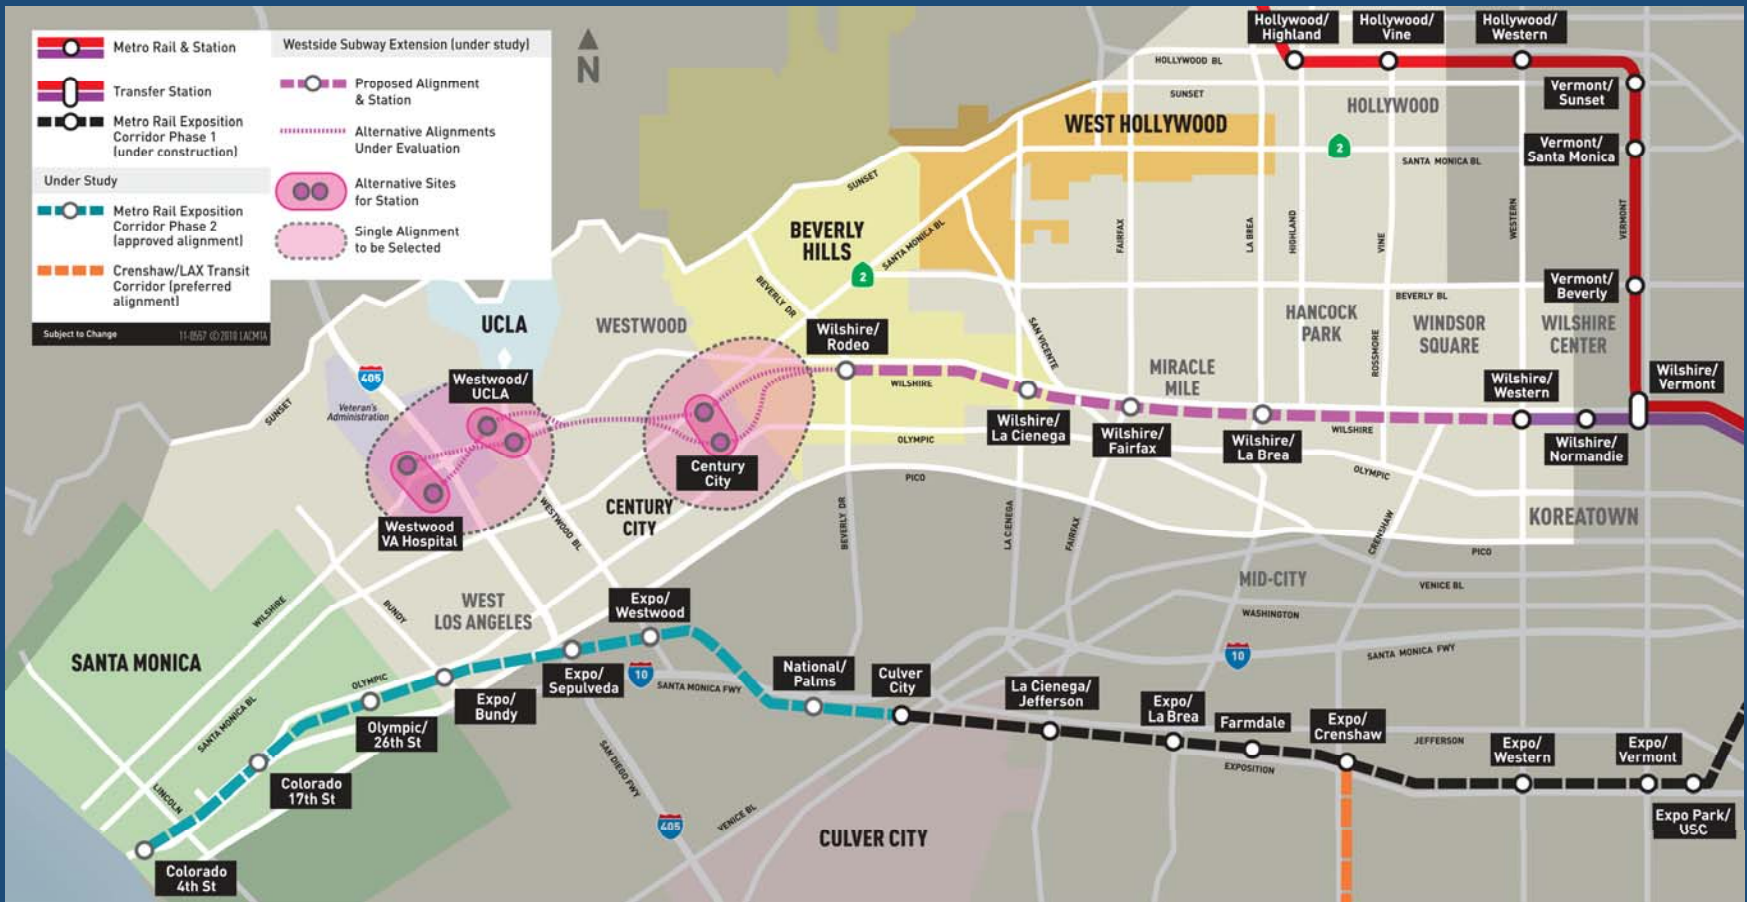 Metro Rail & Station
Transfer Station
Metro Rail Exposition
Corridor Phase 1
(under construction)
Under Study
Metro Rail Exposition
Corridor Phase 2
(approved alignment)
Crenshaw/LAX Transit
Corridor (preferred
alignment)
Subject to Change
11-0557 ©2010 LACMTA
Westside Subway Extension (under study)
Proposed Alignment
& Station
Alternative Alignments
Under Evaluation
Alternative Sites
for Station
Single Alignment
to be Selected
N
Hollywood/
Highland
Hollywood/
Vine
Hollywood/
Western
HOLLYWOOD BL
SUNSET
Vermont/
Sunset
HOLLYWOOD
WEST HOLLYWOOD
2
SANTA MONICA BL
Vermont/
Santa Monica
SUNSET
BEVERLY
HILLS
SANTA MONICA BL
2
FAIRFAX
LA BREA
HIGHLAND
VINE
WESTERN
VERMONT
BEVERLY DR
BEVERLY BL
Vermont/
Beverly
UCLA
WESTWOOD
Wilshire/
Rodeo
SAN VICENTE
HANCOCK
PARK
WINDSOR
SQUARE
WILSHIRE
CENTER
ROSSMORE
MIRACLE
MILE
405
Westwood/
UCLA
Veteran's
Administration
SUNSET
WILSHIRE
Wilshire/
Western
Wilshire/
Vermont
Wilshire/
La Cienega
Wilshire/
Fairfax
Wilshire/
La Brea
WILSHIRE
Wilshire/
Normandie
OLYMPIC
Century
City
PICO
OLYMPIC
CENTURY
CITY
Westwood
VA Hospital
WESTWOOD BL
BEVERLY DR
LA CIENEGA
FAIRFAX
CRENSHAW
KOREATOWN
PICO
MID-CITY
VENICE BL
WASHINGTON
SANTA MONICA FWY
10
WILSHIRE
BUNDY
WEST
LOS ANGELES
Expo/
Westwood
SANTA MONICA
OLYMPIC
SANTA MONICA BL
Expo/
Sepulveda
10
SANTA MONICA FWY
National/
Palms
Culver
City
La Cienega/
Jefferson
Expo/
La Brea
Farmdale
Expo/
Crenshaw
JEFFERSON
Expo/
Western
Expo/
Vermont
Expo/
Bundy
Olympic/
26th St
SAN DIEGO FWY
EXPOSITION
Colorado
17th St
LINCOLN
405
VENICE BL
CULVER CITY
Expo Park/
USC
Colorado
4th St